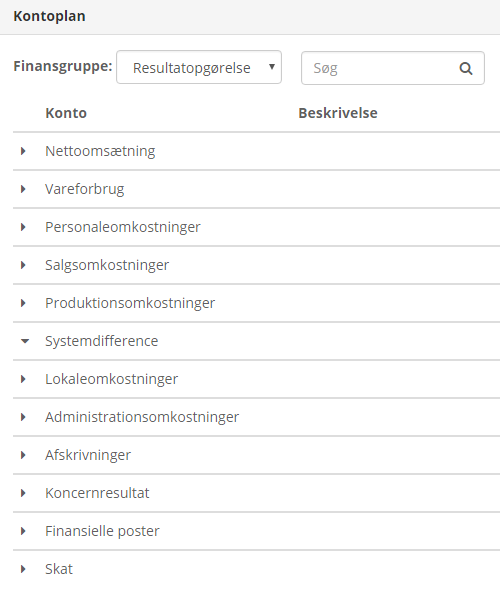 Kontoplan
Finansgruppe: Resultatopgørelse Søg
Konto Beskrivelse
Nettoomsætning
Vareforbrug
Personaleomkostninger
Salgsomkostninger
Produktionsomkostninger
Systemdifference
Lokaleomkostninger
Administrationsomkostninger
Afskrivninger
Koncernresultat
Finansielle poster
Skat